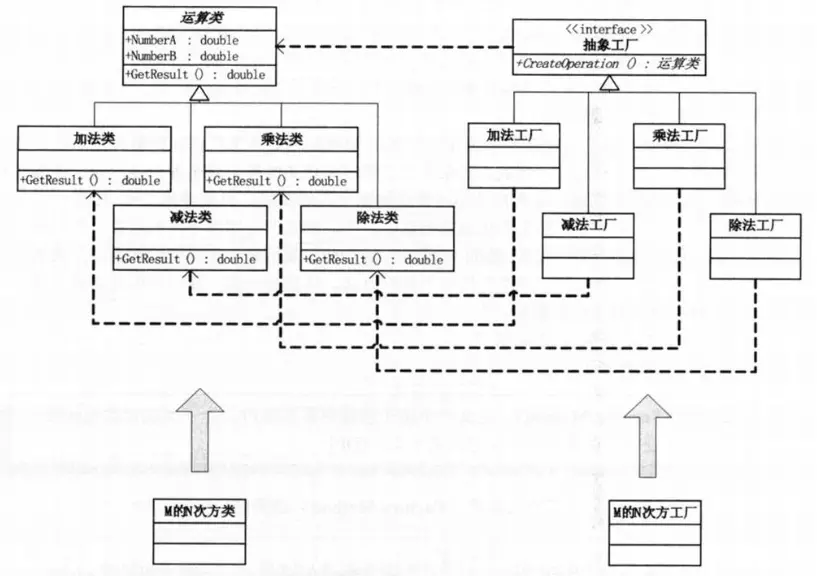 运算类
+NumberA : double
+NumberB : double
+GetResult () : double
<<interface >>
抽象工厂
+CreateOperation () : 运算类
加法类
+GetResult () : double
乘法类
+GetResult () : double
加法工厂
乘法工厂
减法类
+GetResult () : double
除法类
+GetResult () : double
减法工厂
除法工厂
M的N次方类
M的N次方工厂